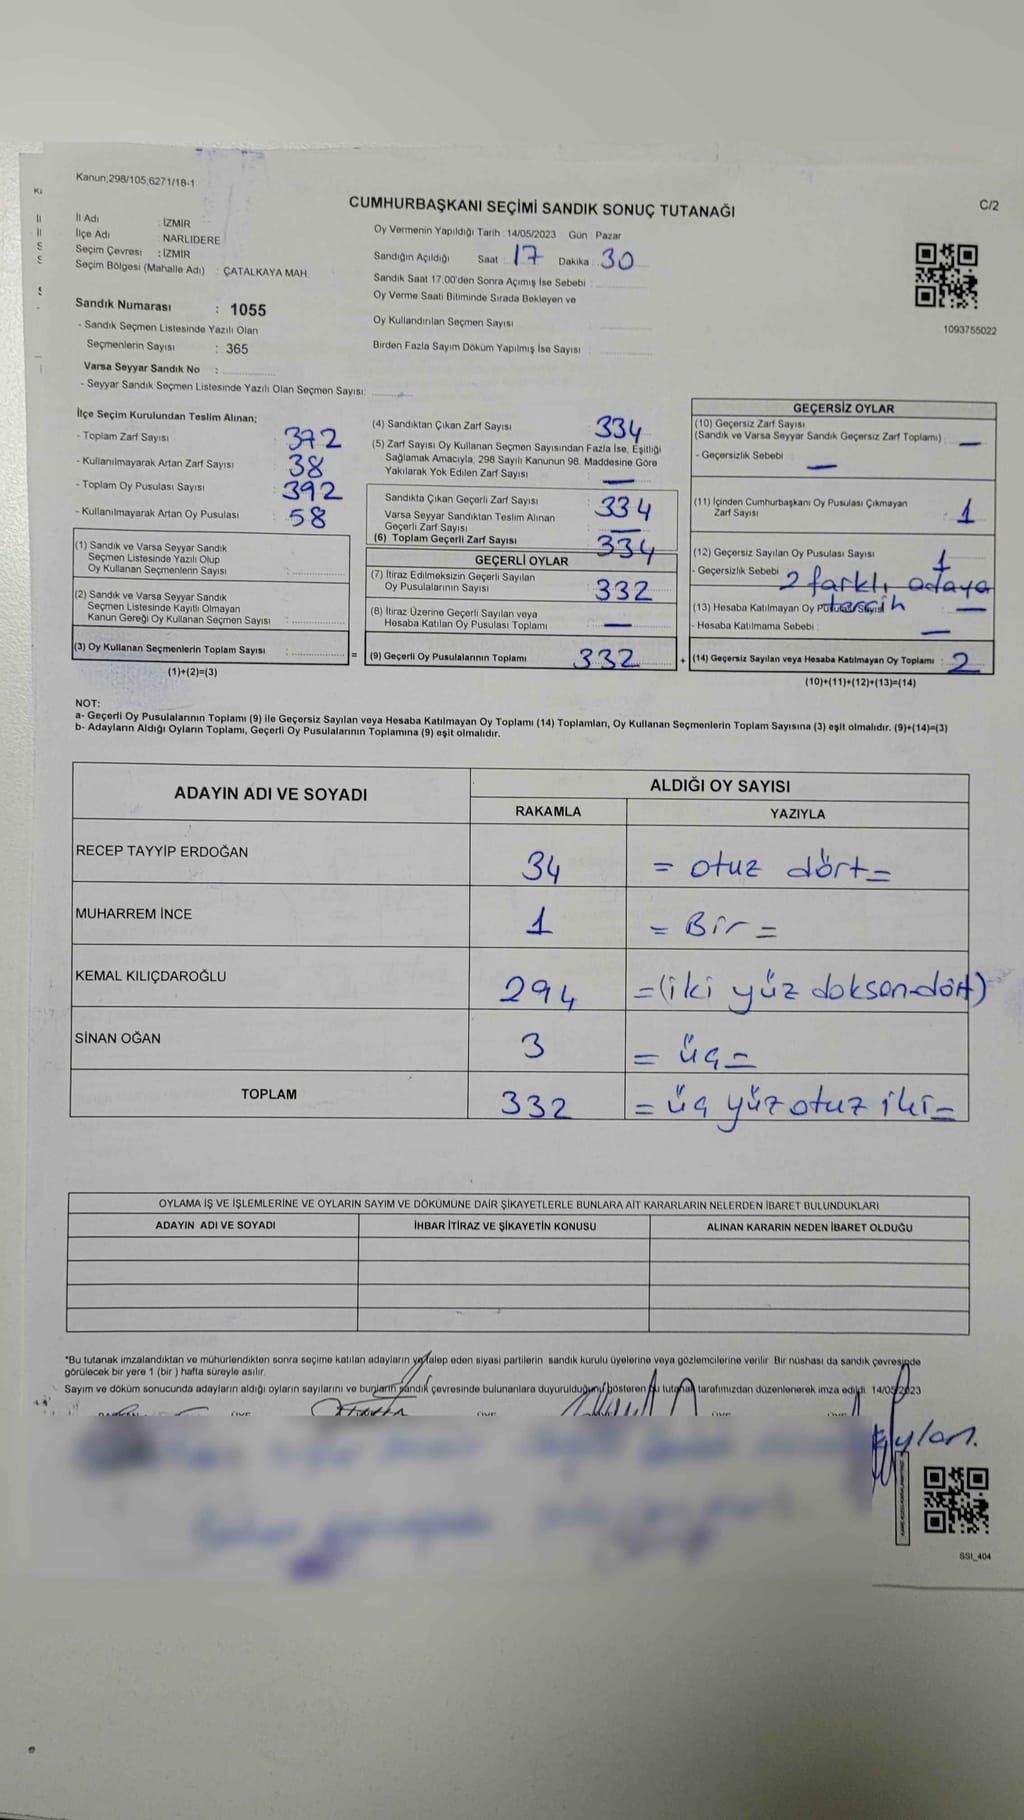 Kanun;298/105,6271/18-1
CUMHURBAŞKANI SEÇİMİ SANDIK SONUÇ TUTANAĞI
C/2
İl Adı : İZMİR
İlçe Adı NARLIDERE
Seçim Çevresi : İZMİR
Seçim Bölgesi (Mahalle Adı) : ÇATALKAYA MAH.
Oy Vermenin Yapıldığı Tarih : 14/05/2023 Gün : Pazar
Sandığın Açıldığı Saat : 17 Dakika : 30
Sandık Saat 17:00'den Sonra Açılmış İse Sebebi :
Oy Verme Saati Bitiminde Sırada Bekleyen ve
Oy Kullandırılan Seçmen Sayısı
Birden Fazla Sayım Döküm Yapılmış İse Sayısı
1093755022
Sandık Numarası : 1055
- Sandık Seçmen Listesinde Yazılı Olan
Seçmenlerin Sayısı : 365
Varsa Seyyar Sandık No :
- Seyyar Sandık Seçmen Listesinde Yazılı Olan Seçmen Sayısı:
İlçe Seçim Kurulundan Teslim Alınan;
- Toplam Zarf Sayısı 372
- Kullanılmayarak Artan Zarf Sayısı 38
- Toplam Oy Pusulası Sayısı 392
- Kullanılmayarak Artan Oy Pusulası 58
(1) Sandık ve Varsa Seyyar Sandık
Seçmen Listesinde Yazılı Olup
Oy Kullanan Seçmenlerin Sayısı :
(2) Sandık ve Varsa Seyyar Sandık
Seçmen Listesinde Kayıtlı Olmayan
Kanun Gereği Oy Kullanan Seçmen Sayısı :
(3) Oy Kullanan Seçmenlerin Toplam Sayısı :
(1)+(2)=(3)
=
(4) Sandıktan Çıkan Zarf Sayısı 334
(5) Zarf Sayısı Oy Kullanan Seçmen Sayısından Fazla İse, Eşitliği
Sağlamak Amacıyla, 298 Sayılı Kanunun 98. Maddesine Göre
Yakılarak Yok Edilen Zarf Sayısı —
Sandıkta Çıkan Geçerli Zarf Sayısı 334
Varsa Seyyar Sandıktan Teslim Alınan
Geçerli Zarf Sayısı —
(6) Toplam Geçerli Zarf Sayısı 334
GEÇERLİ OYLAR
(7) İtiraz Edilmeksizin Geçerli Sayılan
Oy Pusulalarının Sayısı 332
(8) İtiraz Üzerine Geçerli Sayılan veya
Hesaba Katılan Oy Pusulası Toplamı —
(9) Geçerli Oy Pusulalarının Toplamı 332
+
GEÇERSİZ OYLAR
(10) Geçersiz Zarf Sayısı
(Sandık ve Varsa Seyyar Sandık Geçersiz Zarf Toplamı) —
- Geçersizlik Sebebi : —
(11) İçinden Cumhurbaşkanı Oy Pusulası Çıkmayan
Zarf Sayısı 1
(12) Geçersiz Sayılan Oy Pusulası Sayısı 1
- Geçersizlik Sebebi 2 farklı adaya
tercih
(13) Hesaba Katılmayan Oy Pusulası Sayısı —
- Hesaba Katılmama Sebebi : —
(14) Geçersiz Sayılan veya Hesaba Katılmayan Oy Toplamı : 2
(10)+(11)+(12)+(13)=(14)
NOT:
a- Geçerli Oy Pusulalarının Toplamı (9) ile Geçersiz Sayılan veya Hesaba Katılmayan Oy Toplamı (14) Toplamları, Oy Kullanan Seçmenlerin Toplam Sayısına (3) eşit olmalıdır. (9)+(14)=(3)
b- Adayların Aldığı Oyların Toplamı, Geçerli Oy Pusulalarının Toplamına (9) eşit olmalıdır.
ADAYIN ADI VE SOYADI
ALDIĞI OY SAYISI
RAKAMLA YAZIYLA
RECEP TAYYİP ERDOĞAN 34 = otuz dört =
MUHARREM İNCE 1 = Bir =
KEMAL KILIÇDAROĞLU 294 =(iki yüz doksandört)
SİNAN OĞAN 3 = üç =
TOPLAM 332 = üç yüz otuz iki =
OYLAMA İŞ VE İŞLEMLERİNE VE OYLARIN SAYIM VE DÖKÜMÜNE DAİR ŞİKAYETLERLE BUNLARA AİT KARARLARIN NELERDEN İBARET BULUNDUKLARI
ADAYIN ADI VE SOYADI İHBAR İTİRAZ VE ŞİKAYETİN KONUSU ALINAN KARARIN NEDEN İBARET OLDUĞU
*Bu tutanak imzalandıktan ve mühürlendikten sonra seçime katılan adayların ve talep eden siyasi partilerin sandık kurulu üyelerine veya gözlemcilerine verilir. Bir nüshası da sandık çevresinde
görülecek bir yere 1 (bir) hafta süreyle asılır.
Sayım ve döküm sonucunda adayların aldığı oyların sayılarını ve bunların sandık çevresinde bulunanlara duyurulduğunu gösteren bu tutanak tarafımızdan düzenlenerek imza edildi. 14/05/2023
SSI_404